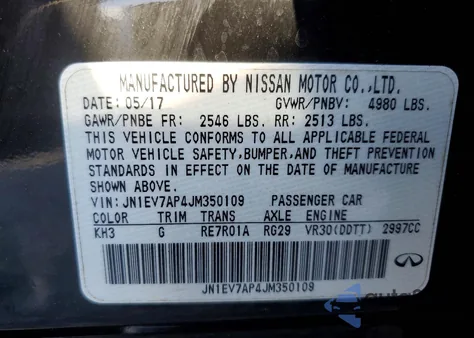 MANUFACTURED BY NISSAN MOTOR CO.,LTD.
DATE: 05/17 GVWR/PNBV: 4980 LBS.
GAWR/PNBE FR: 2546 LBS. RR: 2513 LBS.
THIS VEHICLE CONFORMS TO ALL APPLICABLE FEDERAL
MOTOR VEHICLE SAFETY, BUMPER, AND THEFT PREVENTION
STANDARDS IN EFFECT ON THE DATE OF MANUFACTURE
SHOWN ABOVE.
VIN: JN1EV7AP4JM350109 PASSENGER CAR
COLOR TRIM TRANS AXLE ENGINE
KH3 G RE7R01A RG29 VR30(DDTT) 2997CC
JN1EV7AP4JM350109